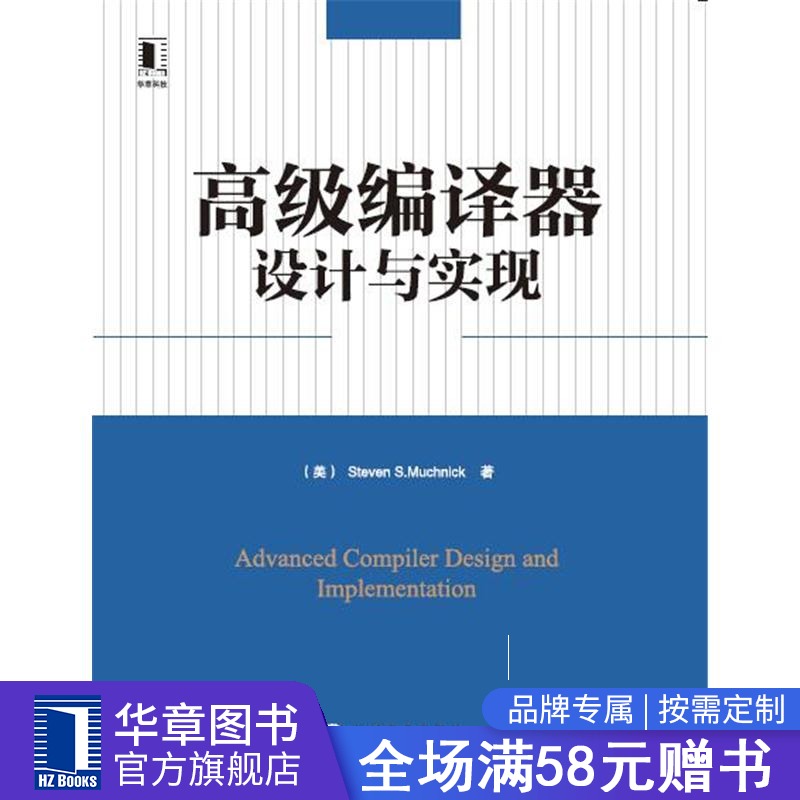 HZ BOOKS
华章科技
高级编译器
设计与实现
（美） Steven S.Muchnick 著
Advanced Compiler Design and
Implementation
品牌专属 | 按需定制
华章图书
官方旗舰店
HZ BOOKS
全场满58元赠书